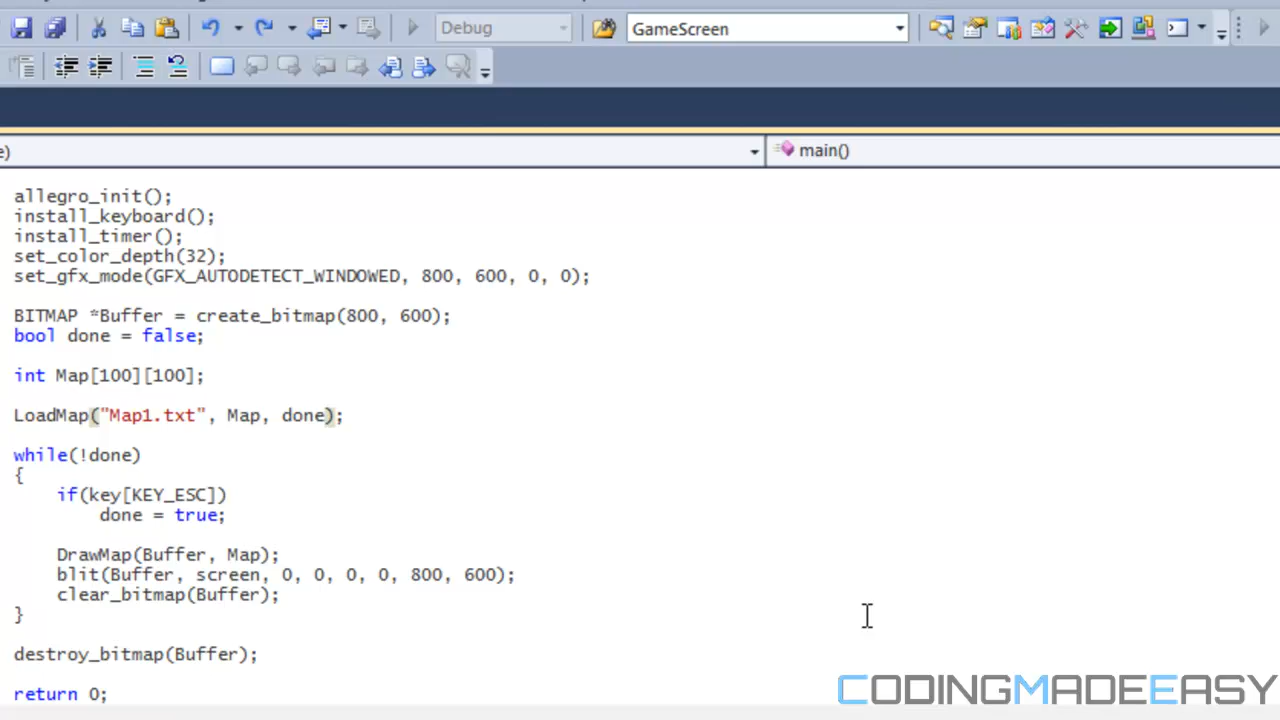 Debug
GameScreen
e)
main()
allegro_init();
install_keyboard();
install_timer();
set_color_depth(32);
set_gfx_mode(GFX_AUTODETECT_WINDOWED, 800, 600, 0, 0);
BITMAP *Buffer = create_bitmap(800, 600);
bool done = false;
int Map[100][100];
LoadMap("Map1.txt", Map, done);
while(!done)
{
if(key[KEY_ESC])
done = true;
DrawMap(Buffer, Map);
blit(Buffer, screen, 0, 0, 0, 0, 800, 600);
clear_bitmap(Buffer);
}
destroy_bitmap(Buffer);
return 0;
CODINGMADEEASY